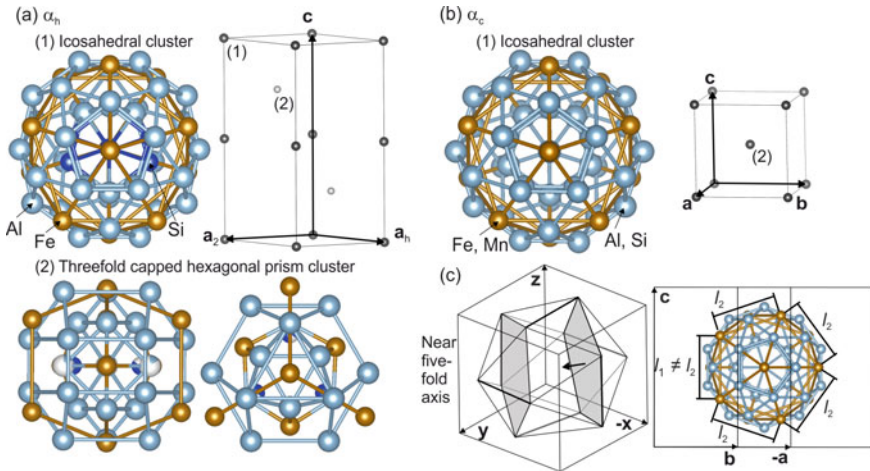 (a) αh
(1) Icosahedral cluster
c
(1)
(2)
Al
Fe
Si
a2
ah
(2) Threefold capped hexagonal prism cluster
(b) αc
(1) Icosahedral cluster
c
(2)
a
b
Fe, Mn
Al, Si
(c)
z
Near
five-
fold
axis
y
-x
c
l2
l2
l1 ≠ l2
l2
l2
b
-a